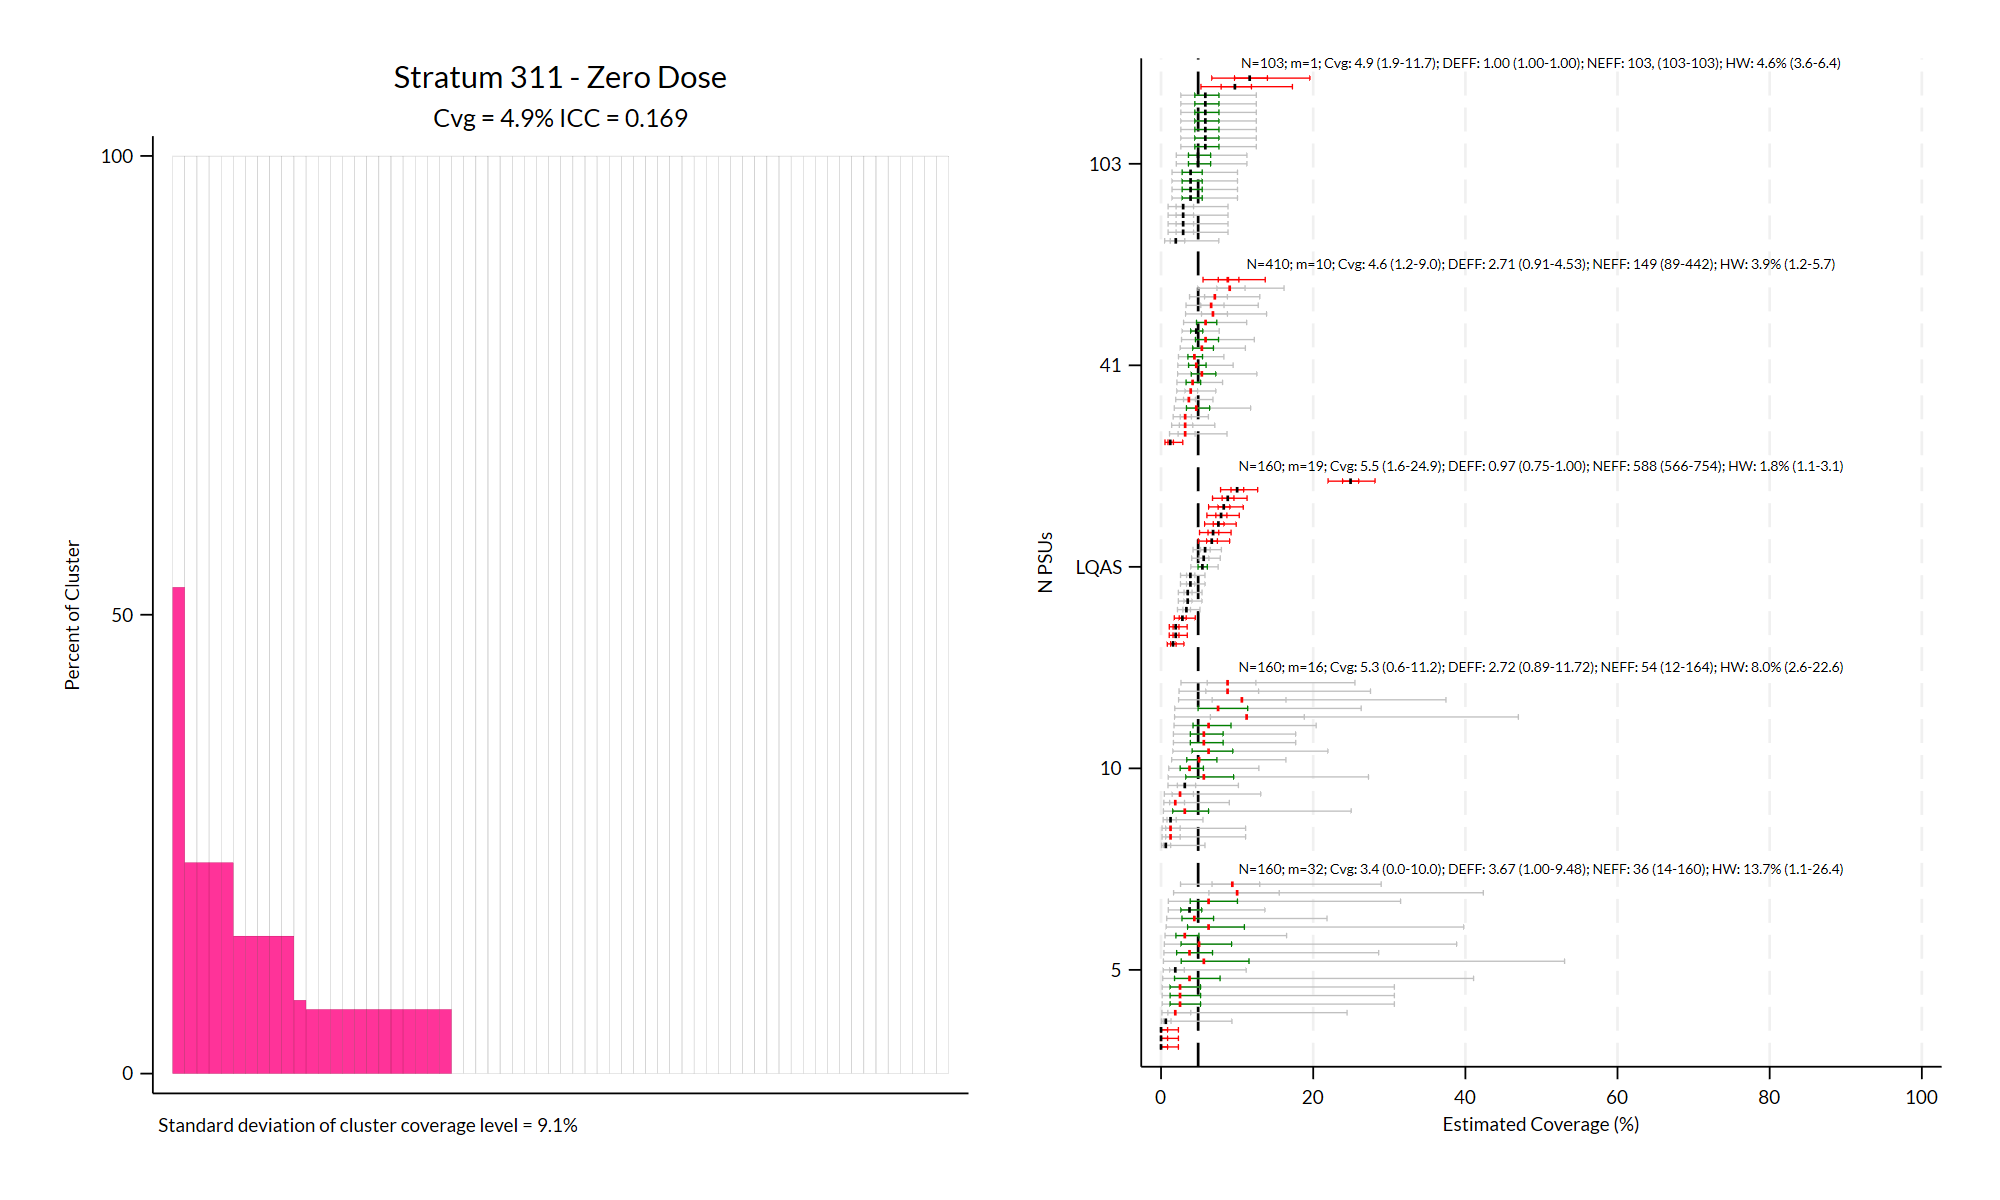 Stratum 311 - Zero Dose
Cvg = 4.9% ICC = 0.169
100
50
0
Percent of Cluster
Standard deviation of cluster coverage level = 9.1%
N=103; m=1; Cvg: 4.9 (1.9-11.7); DEFF: 1.00 (1.00-1.00); NEFF: 103, (103-103); HW: 4.6% (3.6-6.4)
103
N=410; m=10; Cvg: 4.6 (1.2-9.0); DEFF: 2.71 (0.91-4.53); NEFF: 149 (89-442); HW: 3.9% (1.2-5.7)
41
N=160; m=19; Cvg: 5.5 (1.6-24.9); DEFF: 0.97 (0.75-1.00); NEFF: 588 (566-754); HW: 1.8% (1.1-3.1)
LQAS
N PSUs
N=160; m=16; Cvg: 5.3 (0.6-11.2); DEFF: 2.72 (0.89-11.72); NEFF: 54 (12-164); HW: 8.0% (2.6-22.6)
10
N=160; m=32; Cvg: 3.4 (0.0-10.0); DEFF: 3.67 (1.00-9.48); NEFF: 36 (14-160); HW: 13.7% (1.1-26.4)
5
0 20 40 60 80 100
Estimated Coverage (%)